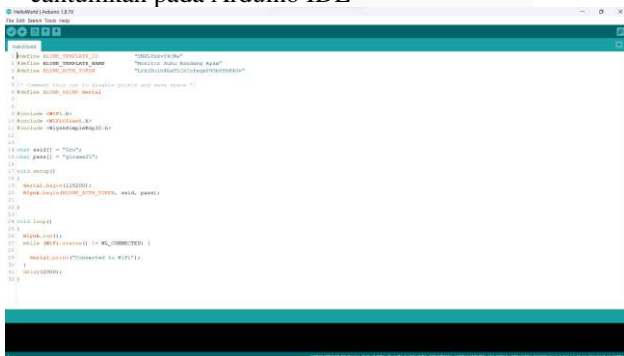 cantumkan pada Arduino IDE
HelloWorld | Arduino 1.8.19
File Edit Sketch Tools Help
HelloWorld
#define BLYNK_TEMPLATE_ID
#define BLYNK_TEMPLATE_NAME "Monitor Suhu Kandang Ayam"
#define BLYNK_AUTH_TOKEN
/* Comment this out to disable prints and save space */
#define BLYNK_PRINT Serial
#include <WiFi.h>
#include <WiFiClient.h>
#include <BlynkSimpleEsp32.h>
char ssid[] =
char pass[] =
void setup()
{
Serial.begin(115200);
Blynk.begin(BLYNK_AUTH_TOKEN, ssid, pass);
}
void loop()
{
Blynk.run();
while (WiFi.status() != WL_CONNECTED) {
Serial.print("Connected to WiFi");
}
delay(2000);
}